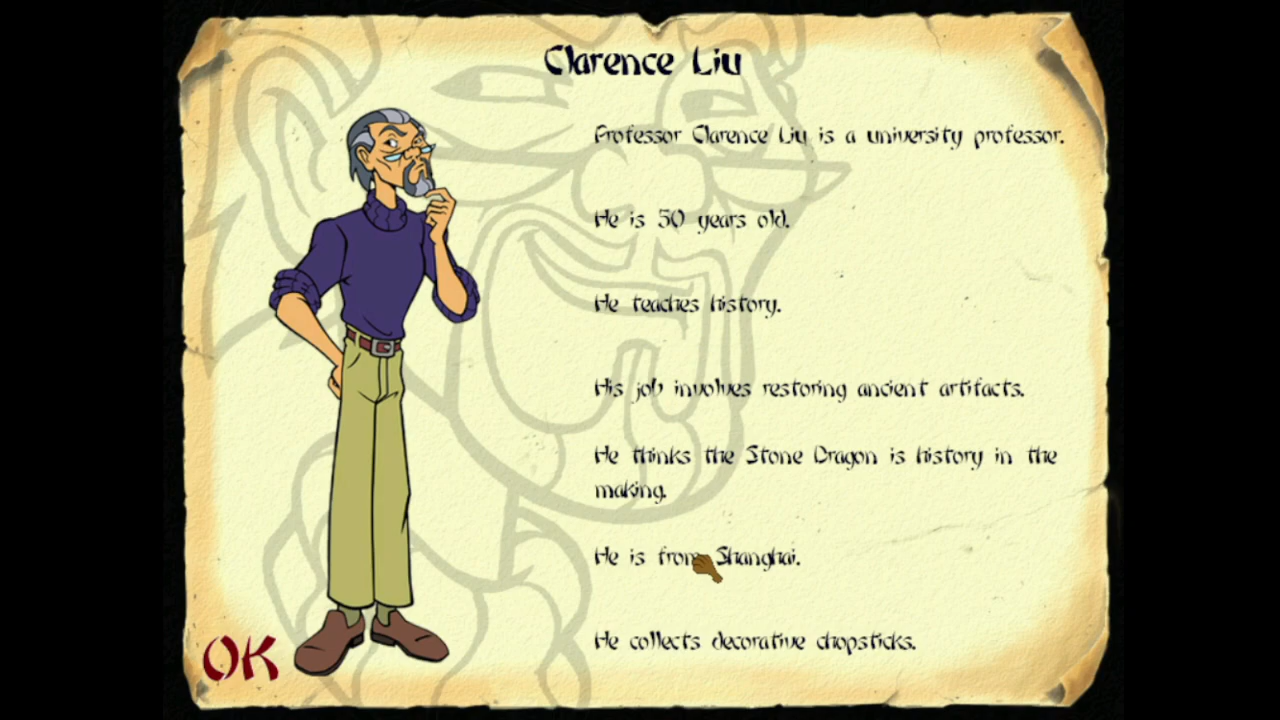 Clarence Liu
Professor Clarence Liu is a university professor.
He is 50 years old.
He teaches history.
His job involves restoring ancient artifacts.
He thinks the Stone Dragon is history in the
making.
He is from Shanghai.
He collects decorative chopsticks.
OK